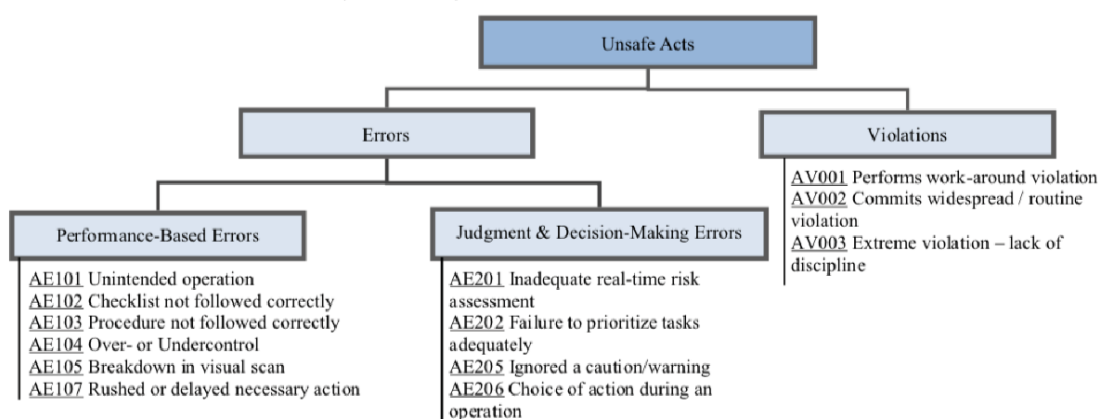 Unsafe Acts
Errors
Violations
AV001 Performs work-around violation
AV002 Commits widespread / routine
violation
AV003 Extreme violation – lack of
discipline
Performance-Based Errors
AE101 Unintended operation
AE102 Checklist not followed correctly
AE103 Procedure not followed correctly
AE104 Over- or Undercontrol
AE105 Breakdown in visual scan
AE107 Rushed or delayed necessary action
Judgment & Decision-Making Errors
AE201 Inadequate real-time risk
assessment
AE202 Failure to prioritize tasks
adequately
AE205 Ignored a caution/warning
AE206 Choice of action during an
operation